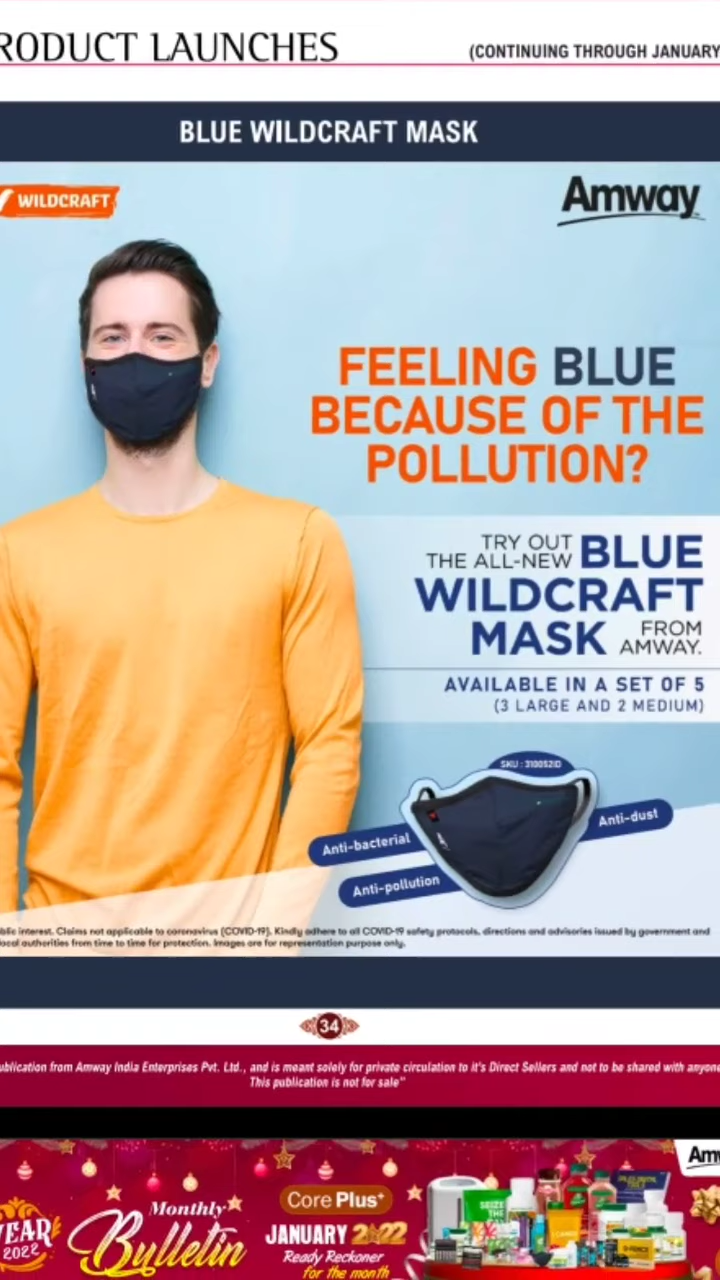 RODUCT LAUNCHES
(CONTINUING THROUGH JANUARY
BLUE WILDCRAFT MASK
WILDCRAFT
Amway
FEELING BLUE
BECAUSE OF THE
POLLUTION?
TRY OUT
THE ALL-NEW BLUE
WILDCRAFT
MASK FROM
AMWAY.
AVAILABLE IN A SET OF 5
(3 LARGE AND 2 MEDIUM)
SKU : 310052ID
Anti-bacterial
Anti-dust
Anti-pollution
blic interest. Claims not applicable to coronavirus (COVID-19). Kindly adhere to all COVID-19 safety protocols, directions and advisories issued by government and
local authorities from time to time for protection. Images are for representation purpose only.
34
ublication from Amway India Enterprises Pvt. Ltd., and is meant solely for private circulation to it's Direct Sellers and not to be shared with anyone
This publication is not for sale"
Amw
YEAR
2022
Monthly
Bulletin
Core Plus+
JANUARY 2022
Ready Reckoner
for the month
SEIZE
THE